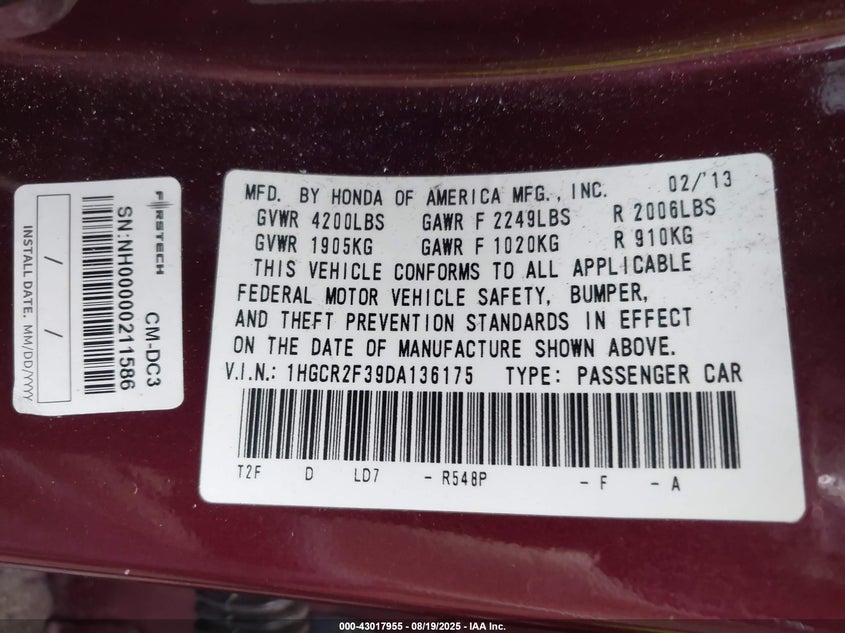 FIRSTECH
CM-DC3
SN:NH00000211586
/ /
INSTALL DATE. MM/DD/YYYY
MFD. BY HONDA OF AMERICA MFG., INC. 02/'13
GVWR 4200LBS GAWR F 2249LBS R 2006LBS
GVWR 1905KG GAWR F 1020KG R 910KG
THIS VEHICLE CONFORMS TO ALL APPLICABLE
FEDERAL MOTOR VEHICLE SAFETY, BUMPER,
AND THEFT PREVENTION STANDARDS IN EFFECT
ON THE DATE OF MANUFACTURE SHOWN ABOVE.
V.I.N.: 1HGCR2F39DA136175 TYPE: PASSENGER CAR
T2F D LD7 - R548P - F - A
000-43017955 - 08/19/2025 - IAA Inc.